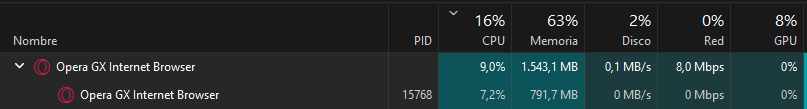 16% 63% 2% 0% 8%
Nombre PID CPU Memoria Disco Red GPU
Opera GX Internet Browser 9,0% 1.543,1 MB 0,1 MB/s 8,0 Mbps 0%
Opera GX Internet Browser 15768 7,2% 791,7 MB 0 MB/s 0 Mbps 0%